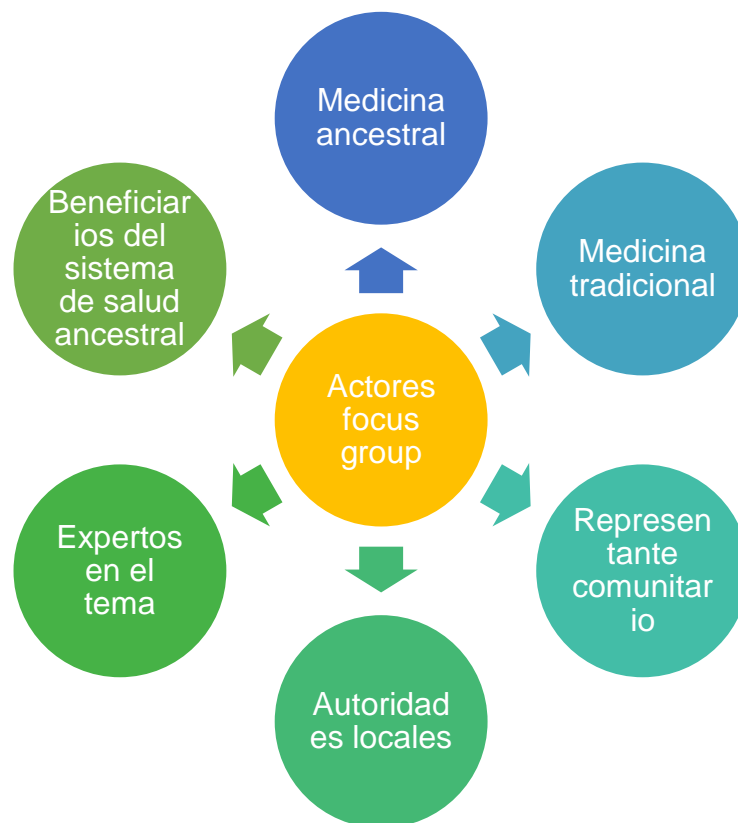 Medicina
ancestral
Medicina
tradicional
Represen
tante
comunitar
io
Autoridad
es locales
Expertos
en el
tema
Beneficiar
ios del
sistema
de salud
ancestral
Actores
focus
group